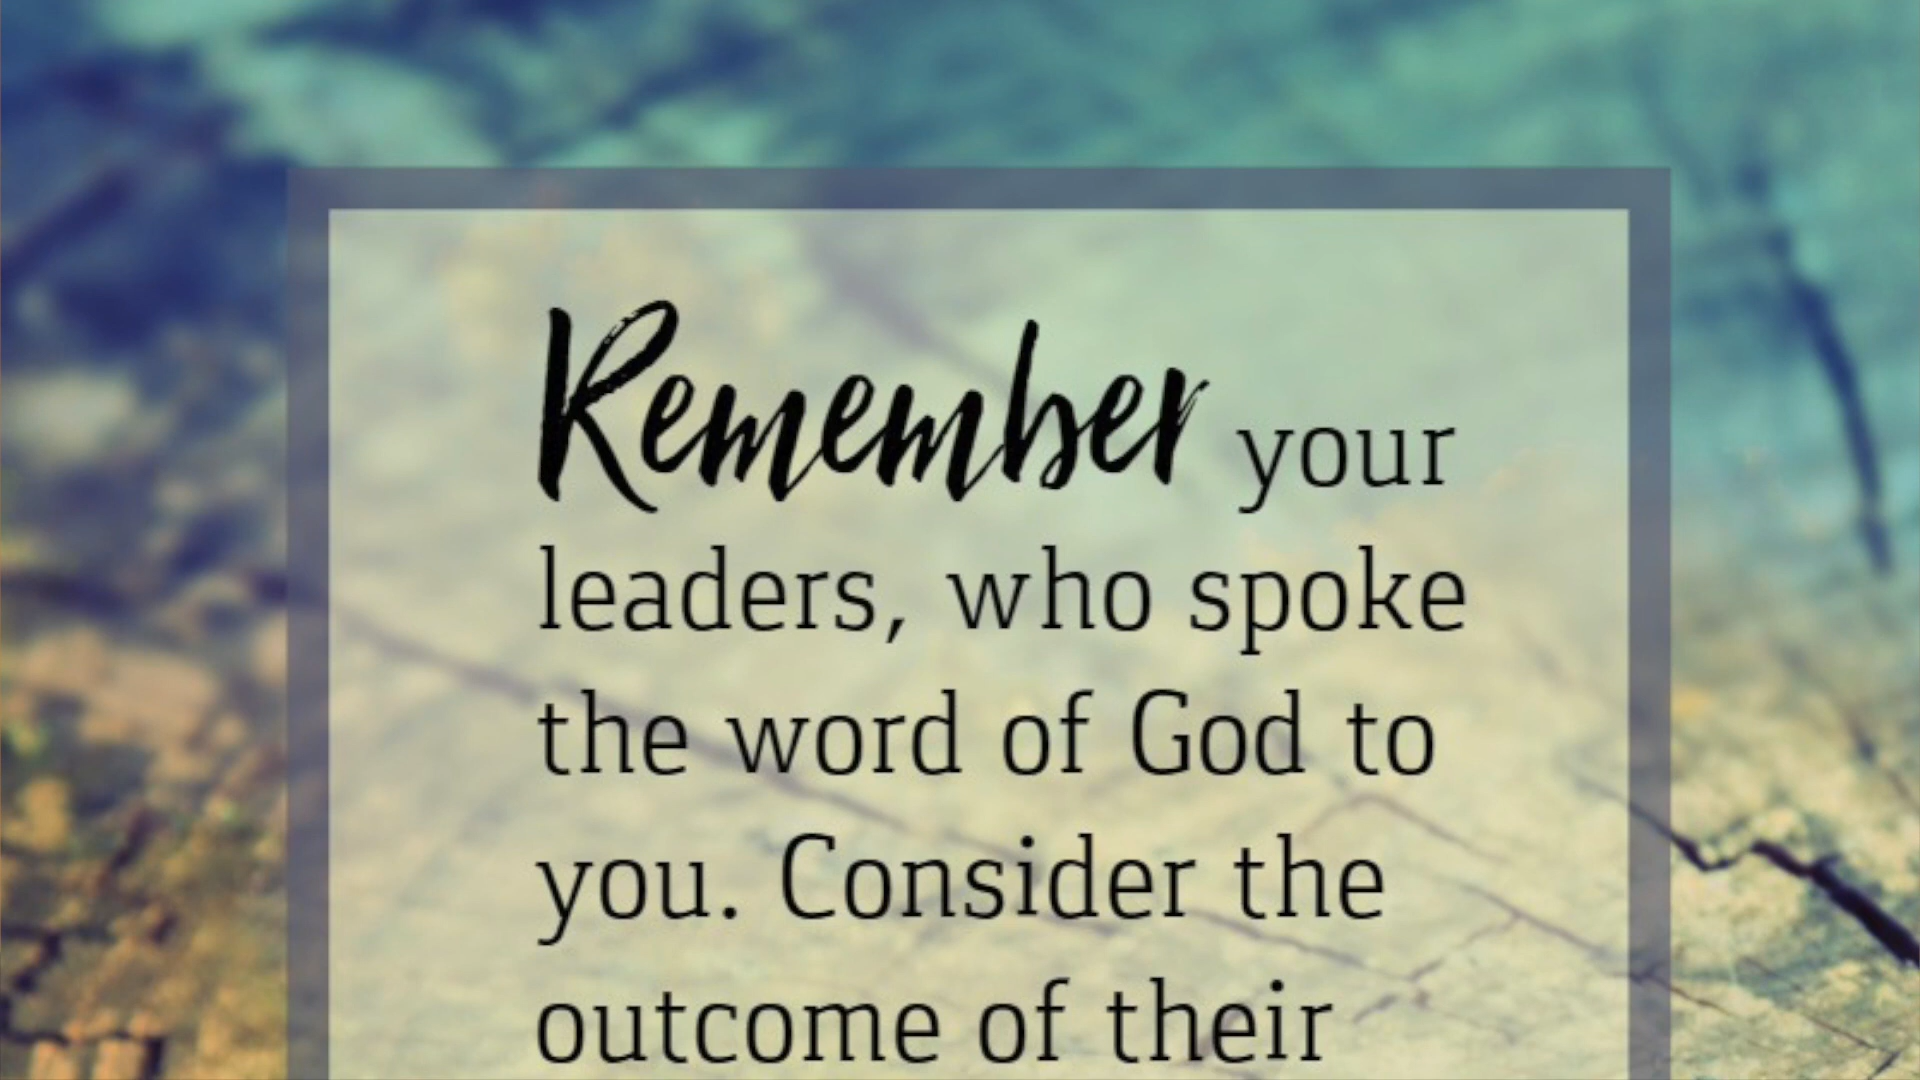 Remember your
leaders, who spoke
the word of God to
you. Consider the
outcome of their